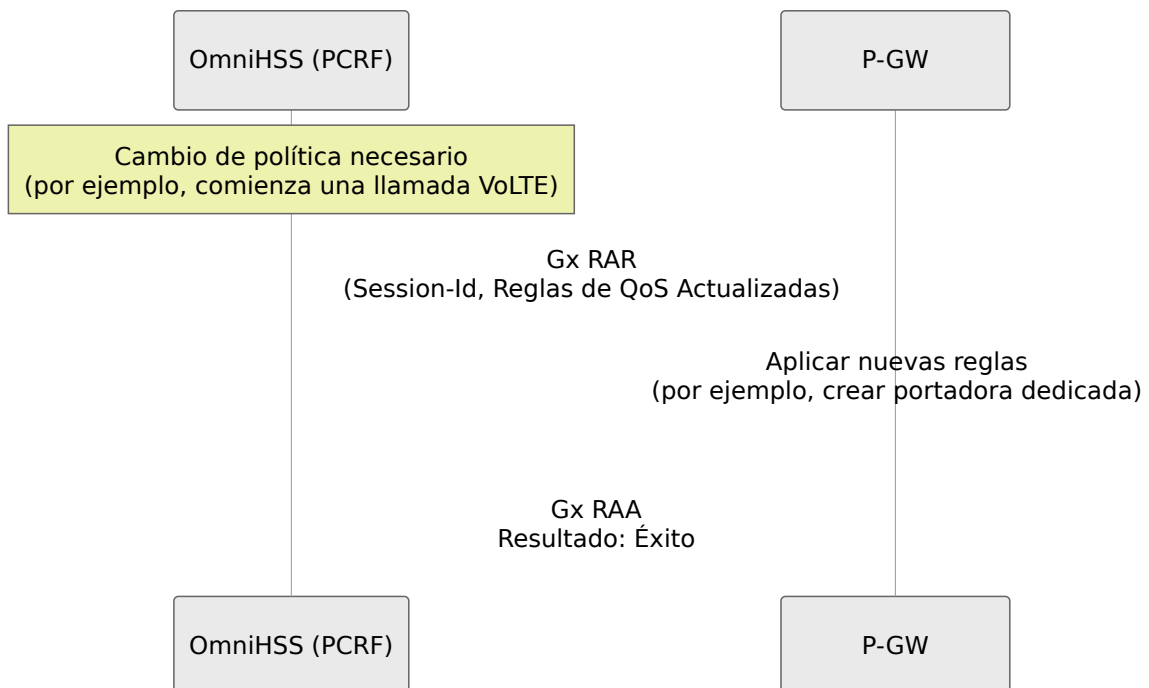 OmniHSS (PCRF)
P-GW
Cambio de política necesario
(por ejemplo, comienza una llamada VoLTE)
Gx RAR
(Session-Id, Reglas de QoS Actualizadas)
Aplicar nuevas reglas
(por ejemplo, crear portadora dedicada)
Gx RAA
Resultado: Éxito
OmniHSS (PCRF)
P-GW